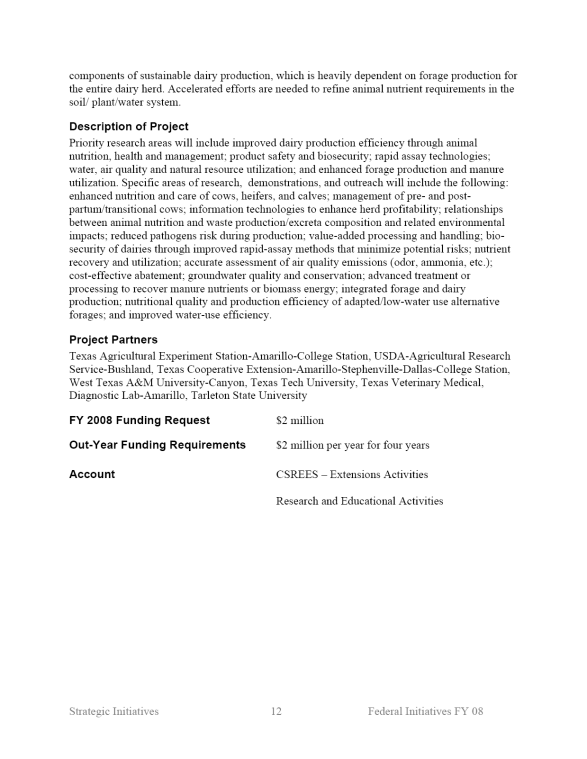 components of sustainable dairy production, which is heavily dependent on forage production for
the entire dairy herd. Accelerated efforts are needed to refine animal nutrient requirements in the
soil/ plant/water system.
Description of Project
Priority research areas will include improved dairy production efficiency through animal
nutrition, health and management; product safety and biosecurity; rapid assay technologies;
water, air quality and natural resource utilization; and enhanced forage production and manure
utilization. Specific areas of research,  demonstrations, and outreach will include the following:
enhanced nutrition and care of cows, heifers, and calves; management of pre- and post-
partum/transitional cows; information technologies to enhance herd profitability; relationships
between animal nutrition and waste production/excreta composition and related environmental
impacts; reduced pathogens risk during production; value-added processing and handling; bio-
security of dairies through improved rapid-assay methods that minimize potential risks; nutrient
recovery and utilization; accurate assessment of air quality emissions (odor, ammonia, etc.);
cost-effective abatement; groundwater quality and conservation; advanced treatment or
processing to recover manure nutrients or biomass energy; integrated forage and dairy
production; nutritional quality and production efficiency of adapted/low-water use alternative
forages; and improved water-use efficiency.
Project Partners
Texas Agricultural Experiment Station-Amarillo-College Station, USDA-Agricultural Research
Service-Bushland, Texas Cooperative Extension-Amarillo-Stephenville-Dallas-College Station,
West Texas A&M University-Canyon, Texas Tech University, Texas Veterinary Medical,
Diagnostic Lab-Amarillo, Tarleton State University
FY 2008 Funding Request $2 million
Out-Year Funding Requirements $2 million per year for four years
Account CSREES – Extensions Activities
Research and Educational Activities
Strategic Initiatives 12 Federal Initiatives FY 08